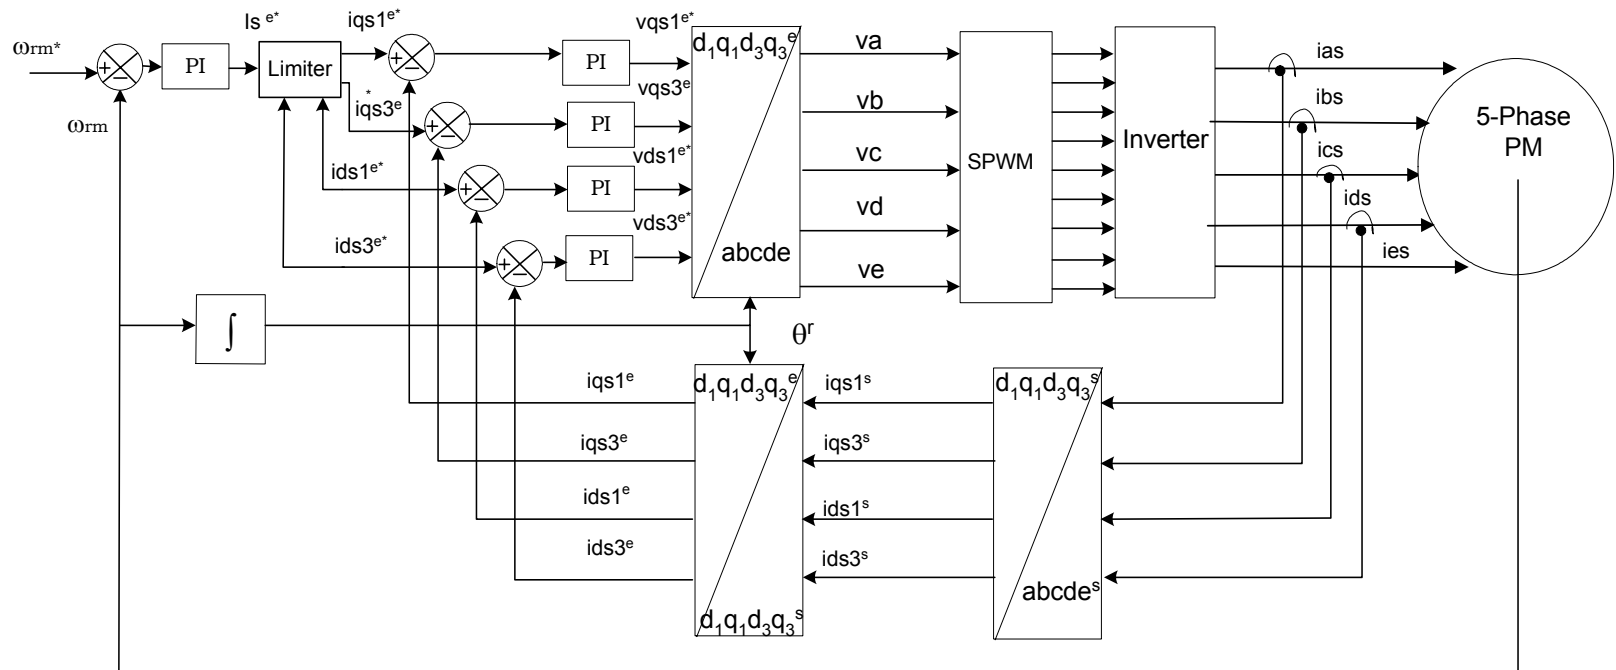 ωrm*
ωrm
+
−
PI
Is e*
Limiter
iqs1e*
iqs3e*
ids1e*
ids3e*
+
−
+
−
+
−
+
−
PI
PI
PI
PI
vqs1e*
vqs3e
vds1e*
vds3e*
d1q1d3q3e
abcde
va
vb
vc
vd
ve
SPWM
Inverter
ias
ibs
ics
ids
ies
5-Phase
PM
∫
θr
iqs1e
iqs3e
ids1e
ids3e
d1q1d3q3e
d1q1d3q3s
iqs1s
iqs3s
ids1s
ids3s
d1q1d3q3s
abcdes